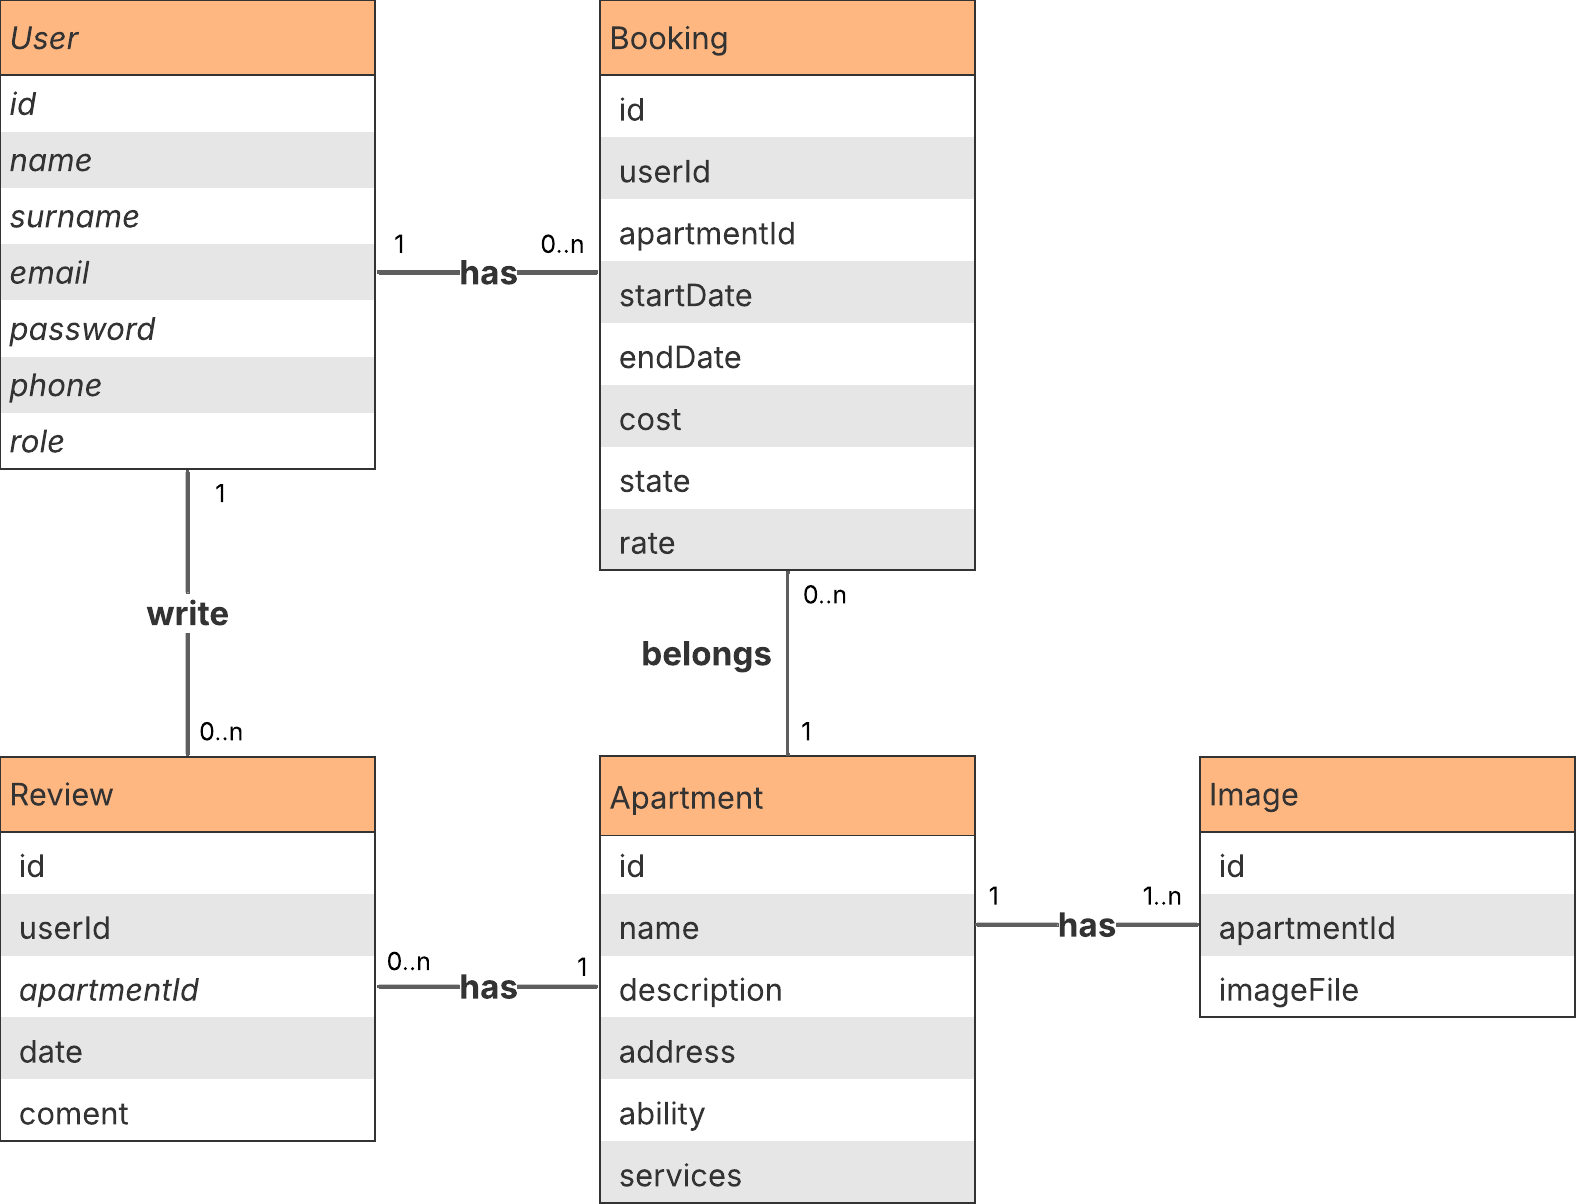 User
id
name
surname
email
password
phone
role
1
has
0..n
Booking
id
userId
apartmentId
startDate
endDate
cost
state
rate
1
write
0..n
0..n
belongs
1
Review
id
userId
apartmentId
date
coment
0..n
has
1
Apartment
id
name
description
address
ability
services
1
has
1..n
Image
id
apartmentId
imageFile